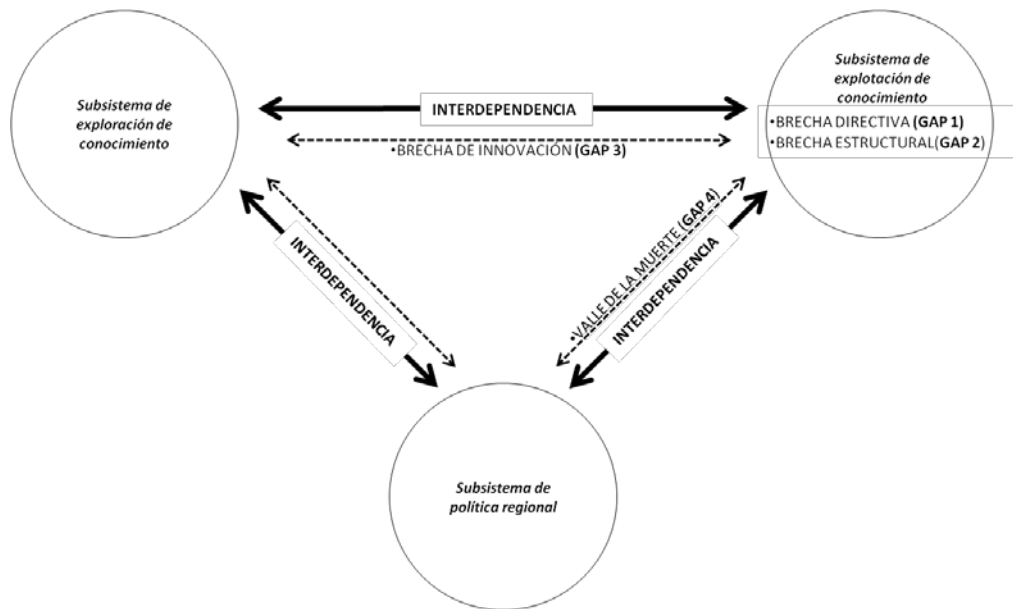 Subsistema de
exploración de
conocimiento
Subsistema de
explotación de
conocimiento
•BRECHA DIRECTIVA (GAP 1)
•BRECHA ESTRUCTURAL(GAP 2)
INTERDEPENDENCIA
•BRECHA DE INNOVACIÓN (GAP 3)
INTERDEPENDENCIA
•VALLE DE LA MUERTE (GAP 4)
INTERDEPENDENCIA
Subsistema de
política regional